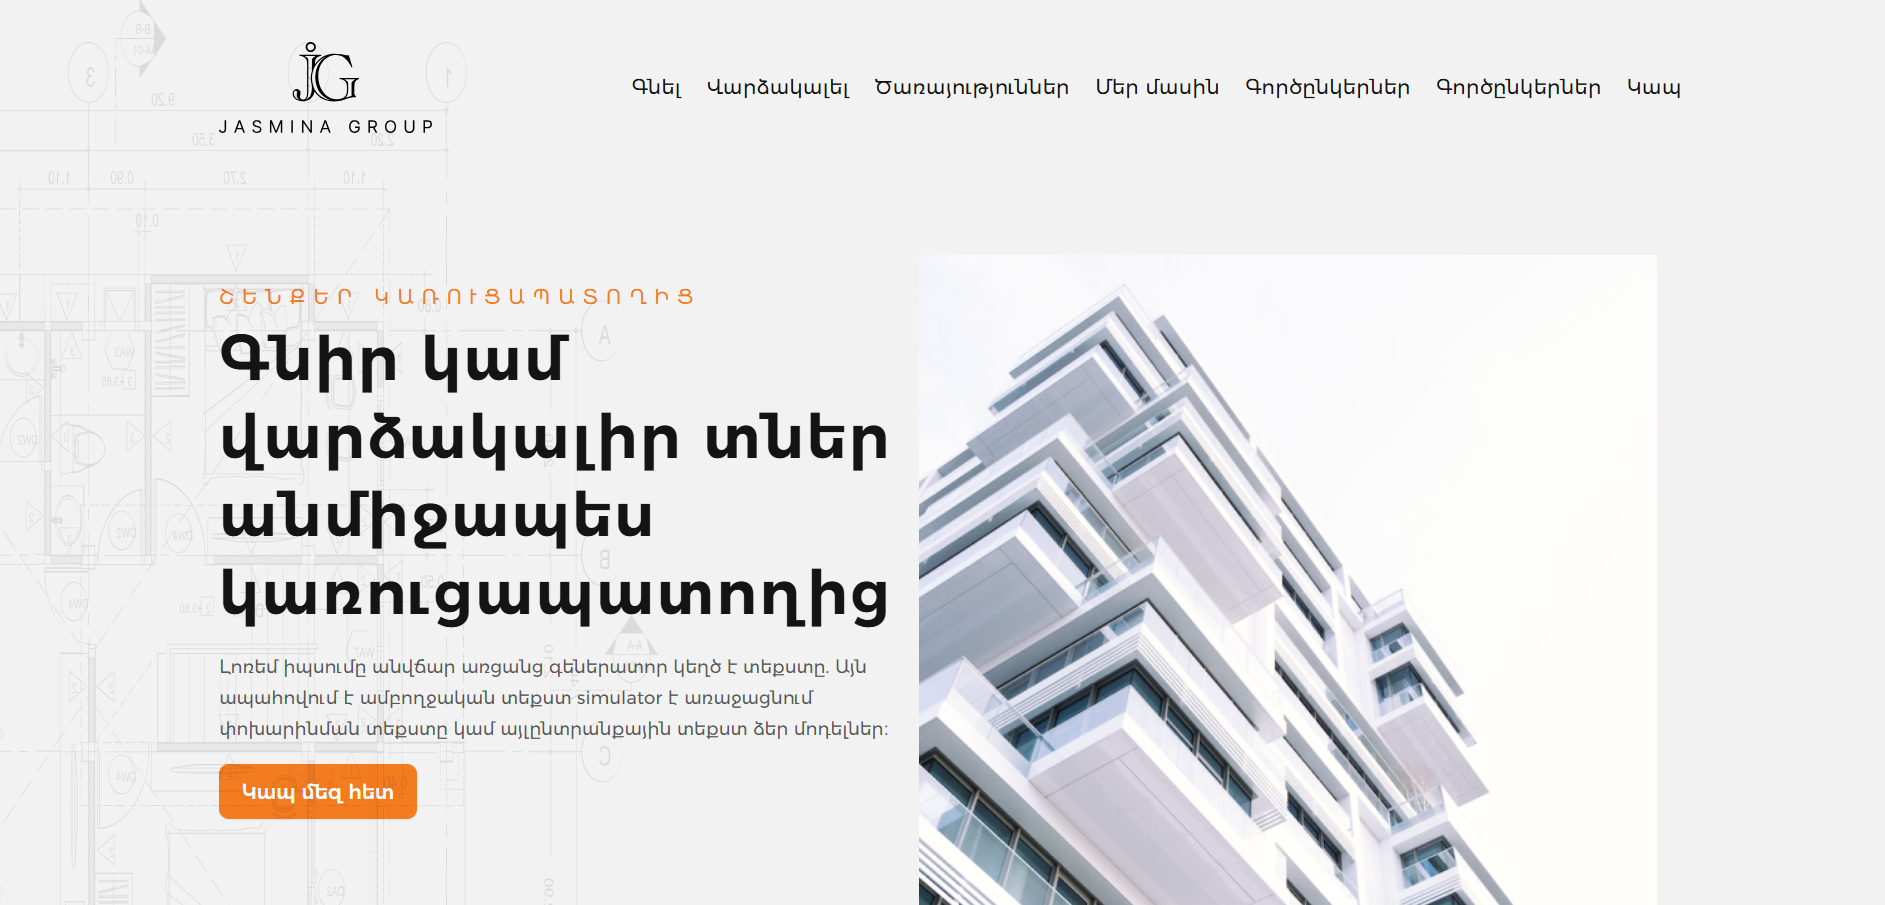 JG
JASMINA GROUP
Գնել Վարձակալել Ծառայություններ Մեր մասին Գործընկերներ Գործընկերներ Կապ
ՇԵՆՔԵՐ ԿԱՌՈՒՑԱՊԱՏՈՂԻՑ
Գնիր կամ
վարձակալիր տներ
անմիջապես
կառուցապատողից
Լոռեմ իպսումը անվճար առցանց գեներատոր կեղծ է տեքստը. Այն
ապահովում է ամբողջական տեքստ simulator է առաջացնում
փոխարինման տեքստը կամ այլընտրանքային տեքստ ձեր մոդելներ:
Կապ մեզ հետ